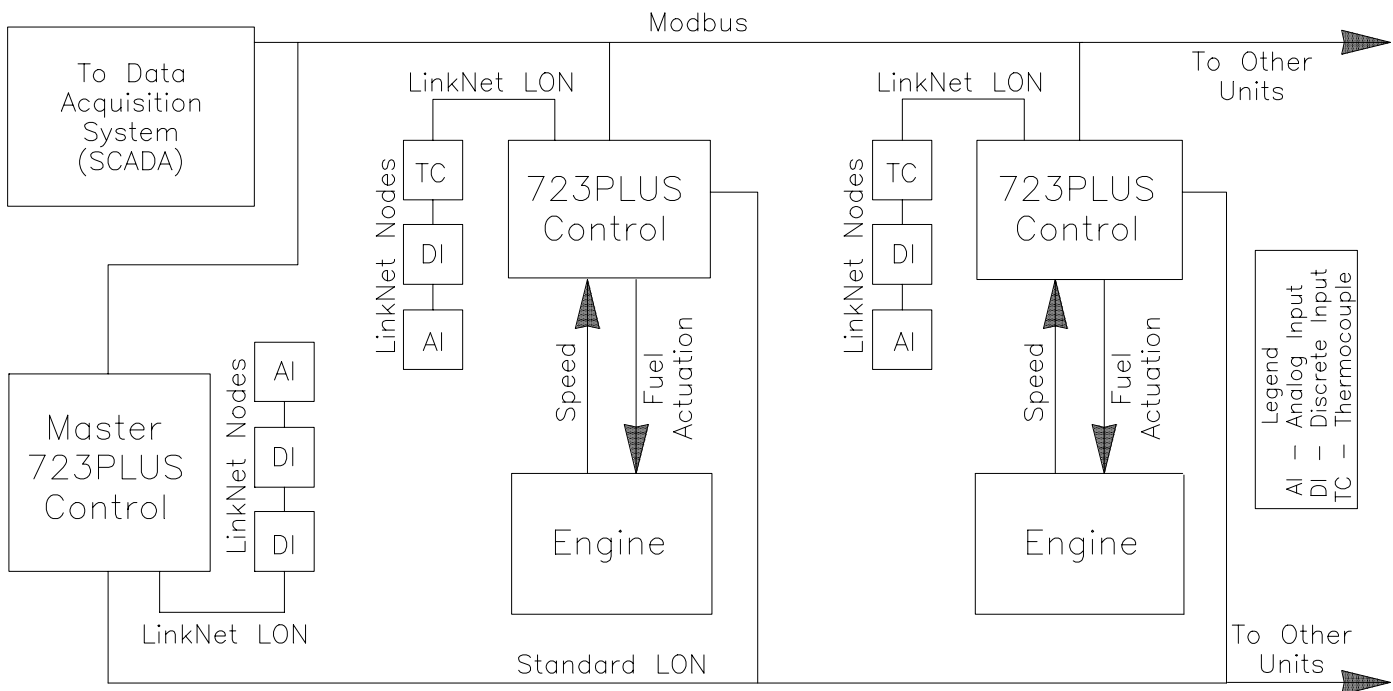 Modbus
To Data
Acquisition
System
(SCADA)
To Other
Units
LinkNet LON
LinkNet Nodes
TC
DI
AI
723PLUS
Control
Speed
Fuel
Actuation
Engine
LinkNet LON
LinkNet Nodes
TC
DI
AI
723PLUS
Control
Speed
Fuel
Actuation
Engine
Legend
AI – Analog Input
DI – Discrete Input
TC – Thermocouple
Master
723PLUS
Control
LinkNet Nodes
AI
DI
DI
LinkNet LON
Standard LON
To Other
Units